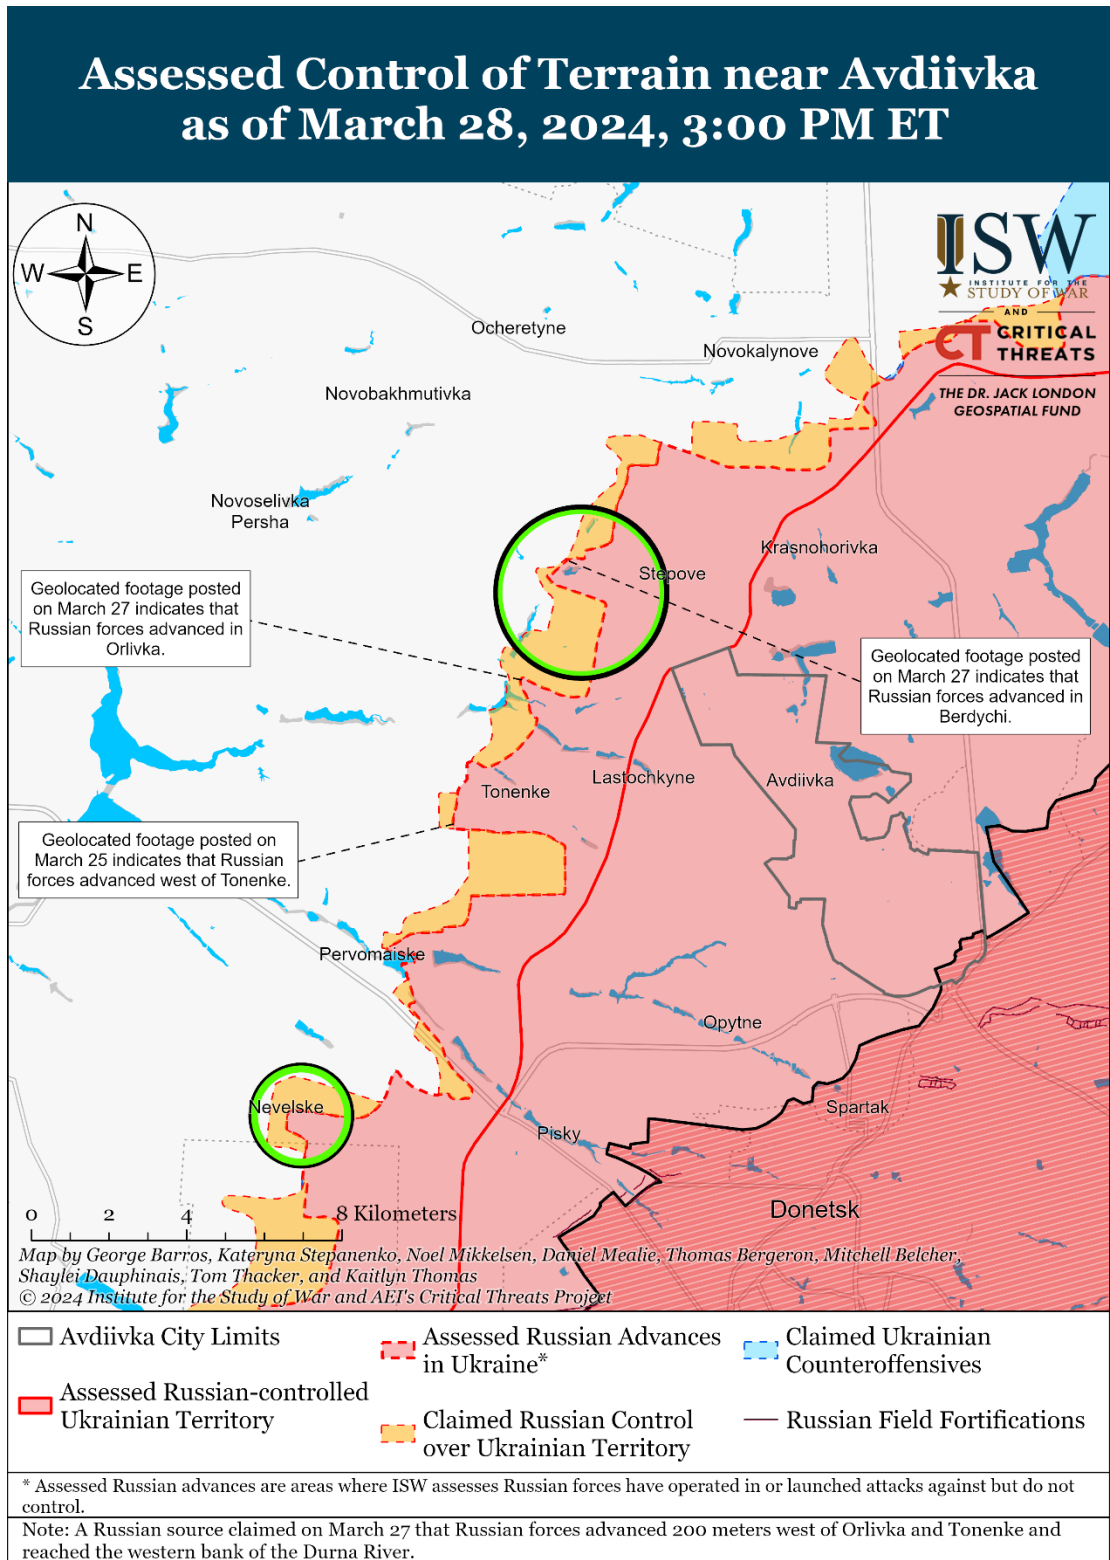 Assessed Control of Terrain near Avdiivka
as of March 28, 2024, 3:00 PM ET
N
W
E
S
ISW
INSTITUTE FOR THE
STUDY OF WAR
AND
CT CRITICAL
THREATS
THE DR. JACK LONDON
GEOSPATIAL FUND
Ocheretyne
Novokalynove
Novobakhmutivka
Novoselivka
Persha
Krasnohorivka
Stepove
Geolocated footage posted
on March 27 indicates that
Russian forces advanced in
Orlivka.
Geolocated footage posted
on March 27 indicates that
Russian forces advanced in
Berdychi.
Lastochkyne
Avdiivka
Tonenke
Geolocated footage posted on
March 25 indicates that Russian
forces advanced west of Tonenke.
Pervomaiske
Opytne
Nevelske
Spartak
Pisky
Donetsk
0 2 4 8 Kilometers
Map by George Barros, Kateryna Stepanenko, Noel Mikkelsen, Daniel Mealie, Thomas Bergeron, Mitchell Belcher,
Shaylei Dauphinais, Tom Thacker, and Kaitlyn Thomas
© 2024 Institute for the Study of War and AEI's Critical Threats Project
Avdiivka City Limits
Assessed Russian-controlled
Ukrainian Territory
Assessed Russian Advances
in Ukraine*
Claimed Russian Control
over Ukrainian Territory
Claimed Ukrainian
Counteroffensives
Russian Field Fortifications
* Assessed Russian advances are areas where ISW assesses Russian forces have operated in or launched attacks against but do not
control.
Note: A Russian source claimed on March 27 that Russian forces advanced 200 meters west of Orlivka and Tonenke and
reached the western bank of the Durna River.